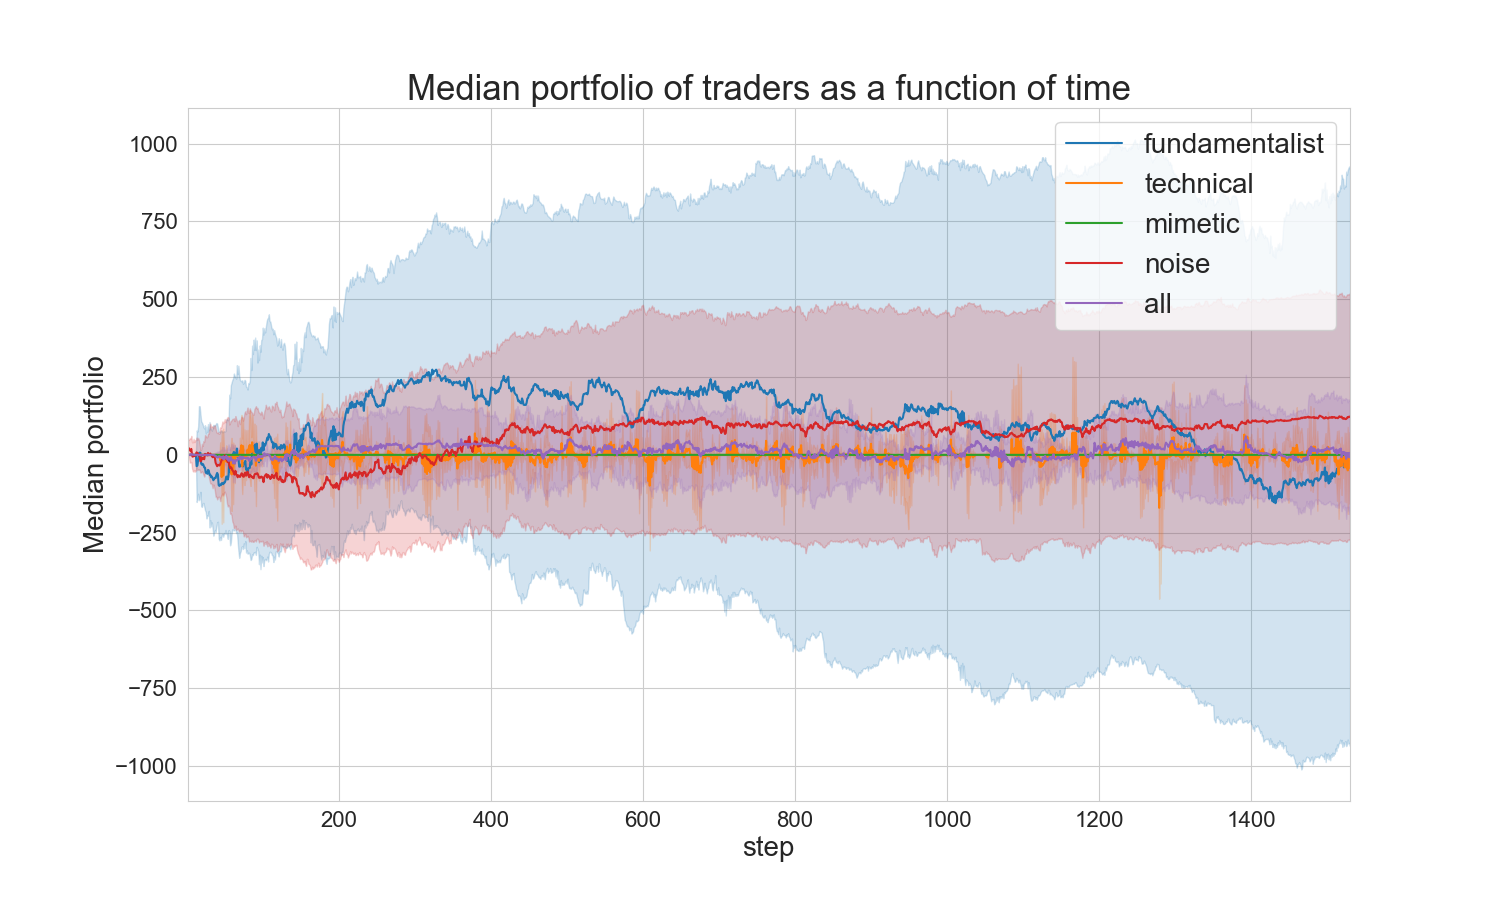 Median portfolio of traders as a function of time
Median portfolio
1000
750
500
250
0
−250
−500
−750
−1000
fundamentalist
technical
mimetic
noise
all
200
400
600
800
1000
1200
1400
step